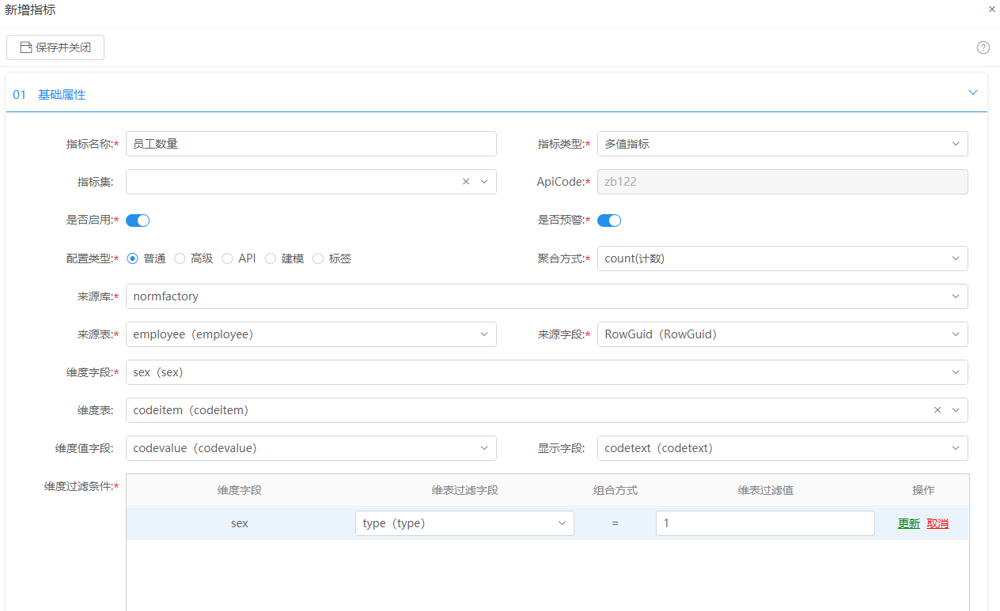 新增指标
保存并关闭
01 基础属性
指标名称:* 员工数量 指标类型:* 多值指标
指标集: ApiCode:* zb122
是否启用:* 是否预警:*
配置类型:* 普通 高级 API 建模 标签 聚合方式:* count(计数)
来源库:* normfactory
来源表:* employee（employee） 来源字段:* RowGuid（RowGuid）
维度字段:* sex（sex）
维度表: codeitem（codeitem）
维度值字段: codevalue（codevalue） 显示字段: codetext（codetext）
维度过滤条件:* 维度字段 维表过滤字段 组合方式 维表过滤值 操作
sex type（type） = 1 更新 取消